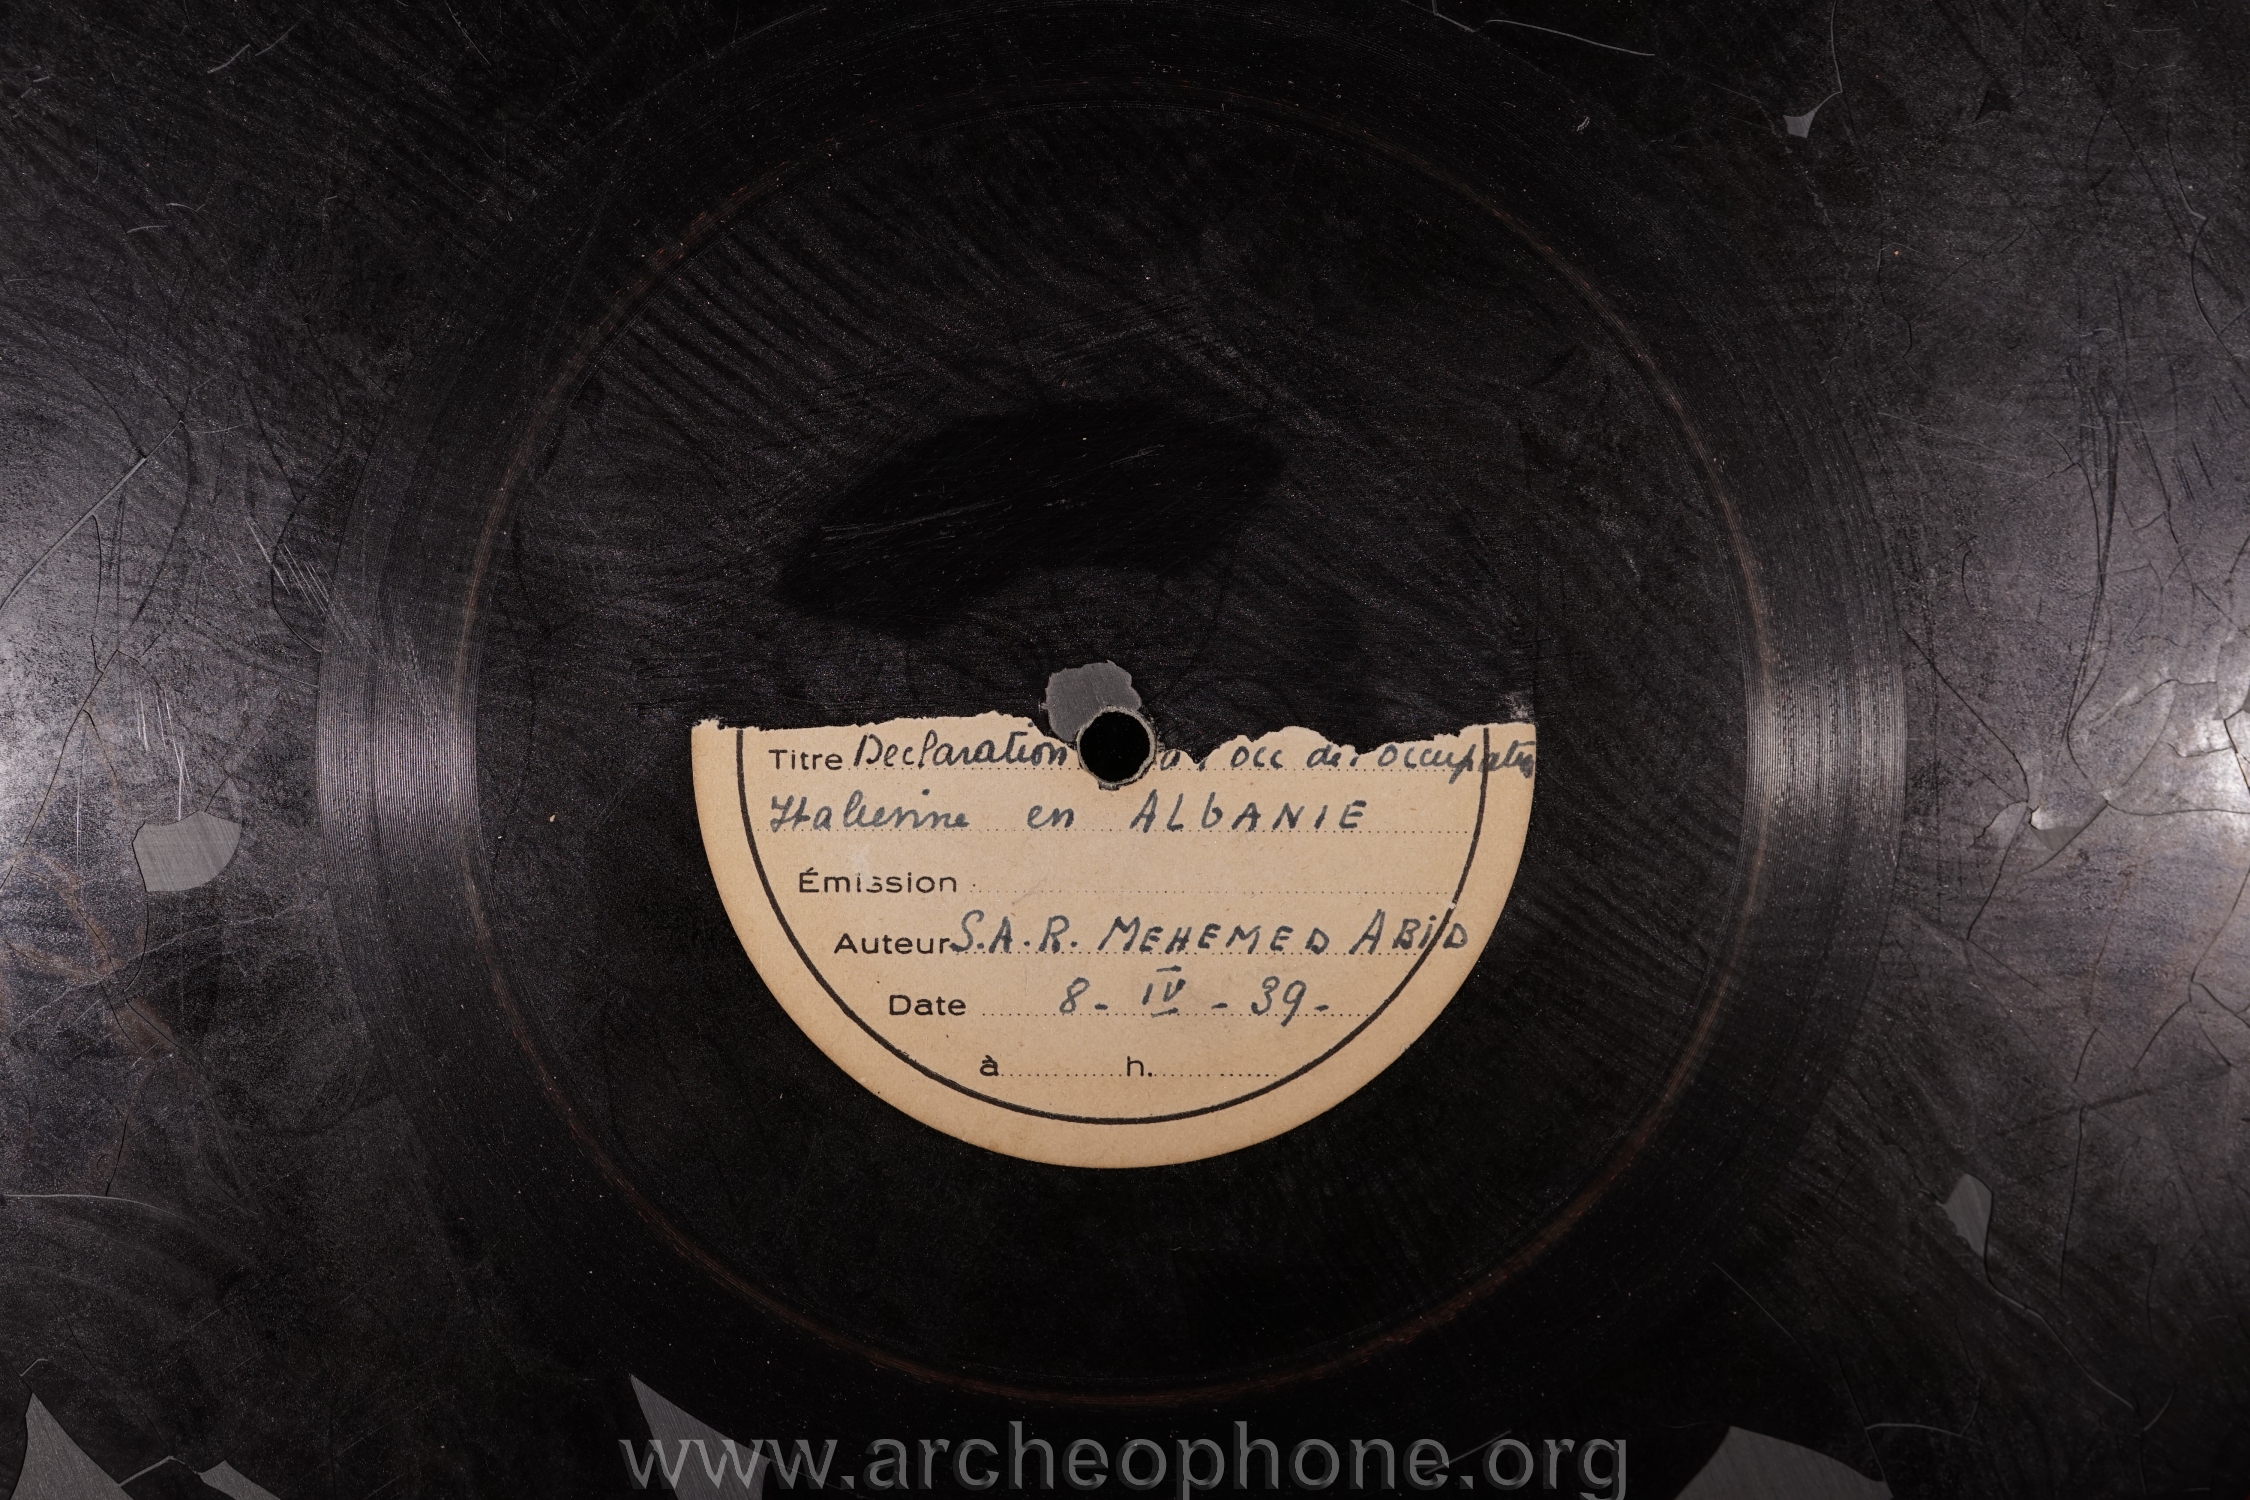 Titre Declaration occ de l'occupation
Italienne en ALbANIE
Émission
Auteur S.A.R. MEHEMED ABiD
Date 8 - IV - 39 -
à h.
www.archeophone.org